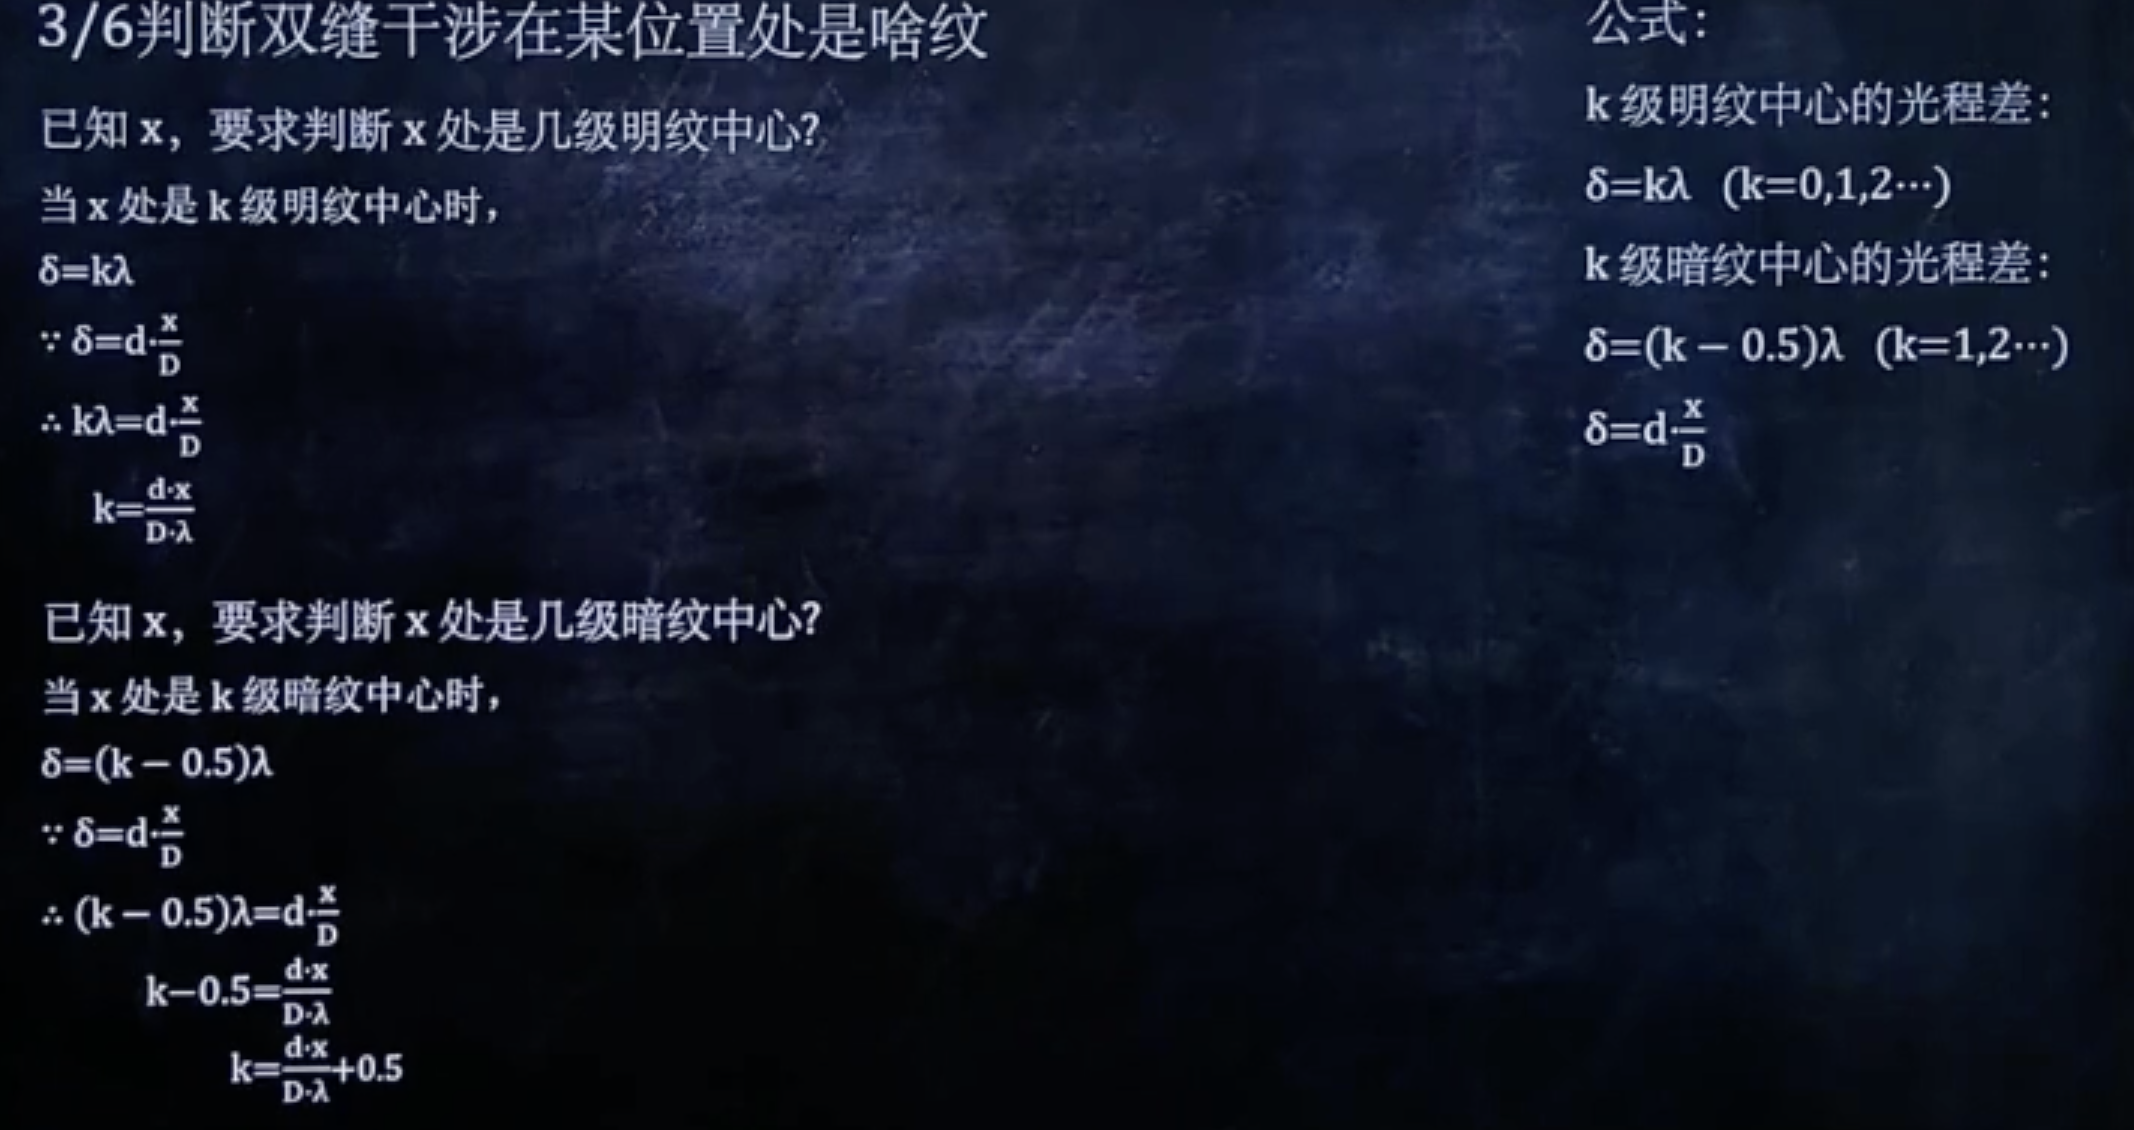 3/6判断双缝干涉在某位置处是啥纹
已知 x，要求判断 x 处是几级明纹中心?
当 x 处是 k 级明纹中心时，
δ=kλ
∵ δ=d·x/D
∴ kλ=d·x/D
k=d·x/D·λ
已知 x，要求判断 x 处是几级暗纹中心?
当 x 处是 k 级暗纹中心时，
δ=(k－0.5)λ
∵ δ=d·x/D
∴ (k－0.5)λ=d·x/D
k−0.5=d·x/D·λ
k=d·x/D·λ+0.5
公式：
k 级明纹中心的光程差：
δ=kλ (k=0,1,2⋯)
k 级暗纹中心的光程差：
δ=(k－0.5)λ (k=1,2⋯)
δ=d·x/D